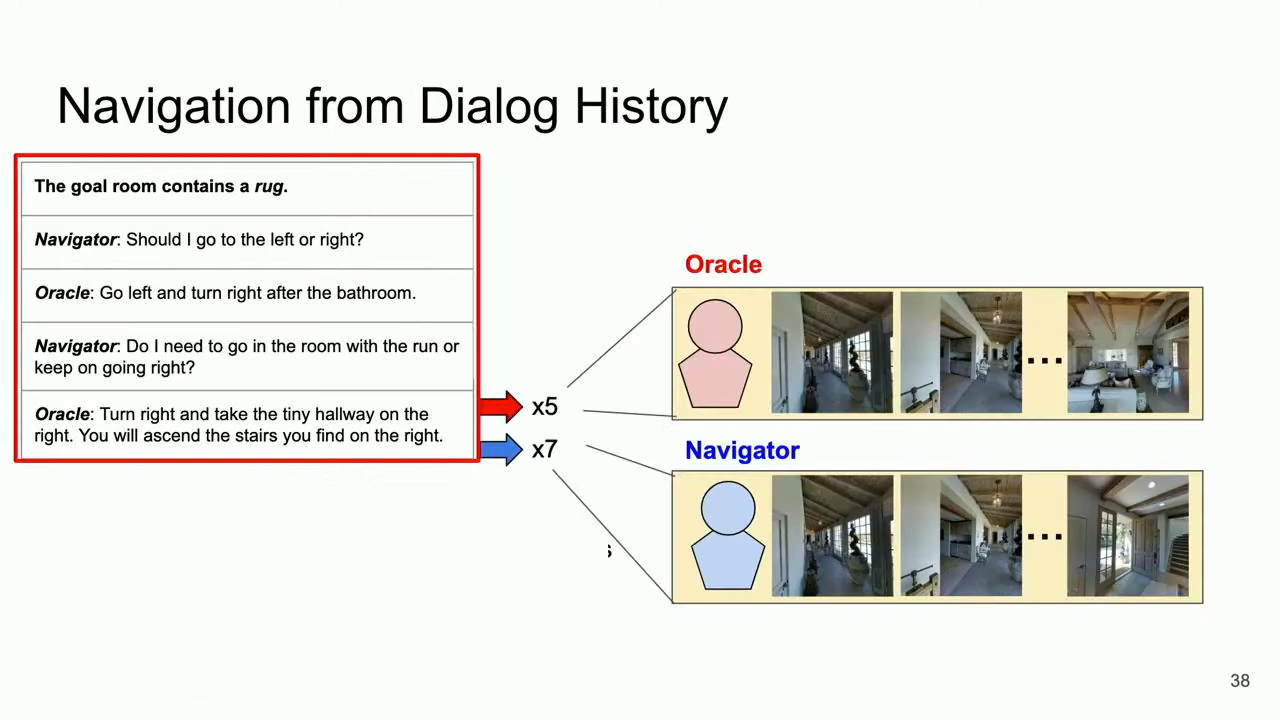 Navigation from Dialog History
The goal room contains a rug.
Navigator: Should I go to the left or right?
Oracle: Go left and turn right after the bathroom.
Navigator: Do I need to go in the room with the run or
keep on going right?
Oracle: Turn right and take the tiny hallway on the
right. You will ascend the stairs you find on the right.
x5
x7
Oracle
Navigator
s
38